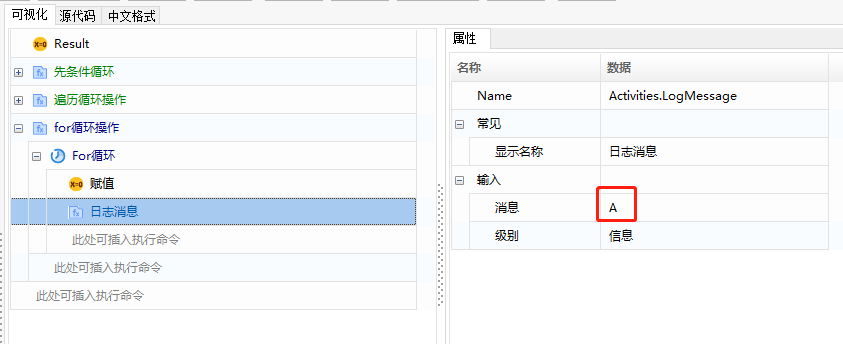 可视化 源代码 中文格式
Result
先条件循环
遍历循环操作
for循环操作
For循环
赋值
日志消息
此处可插入执行命令
此处可插入执行命令
此处可插入执行命令
属性
名称 数据
Name Activities.LogMessage
常见
显示名称 日志消息
输入
消息 A
级别 信息